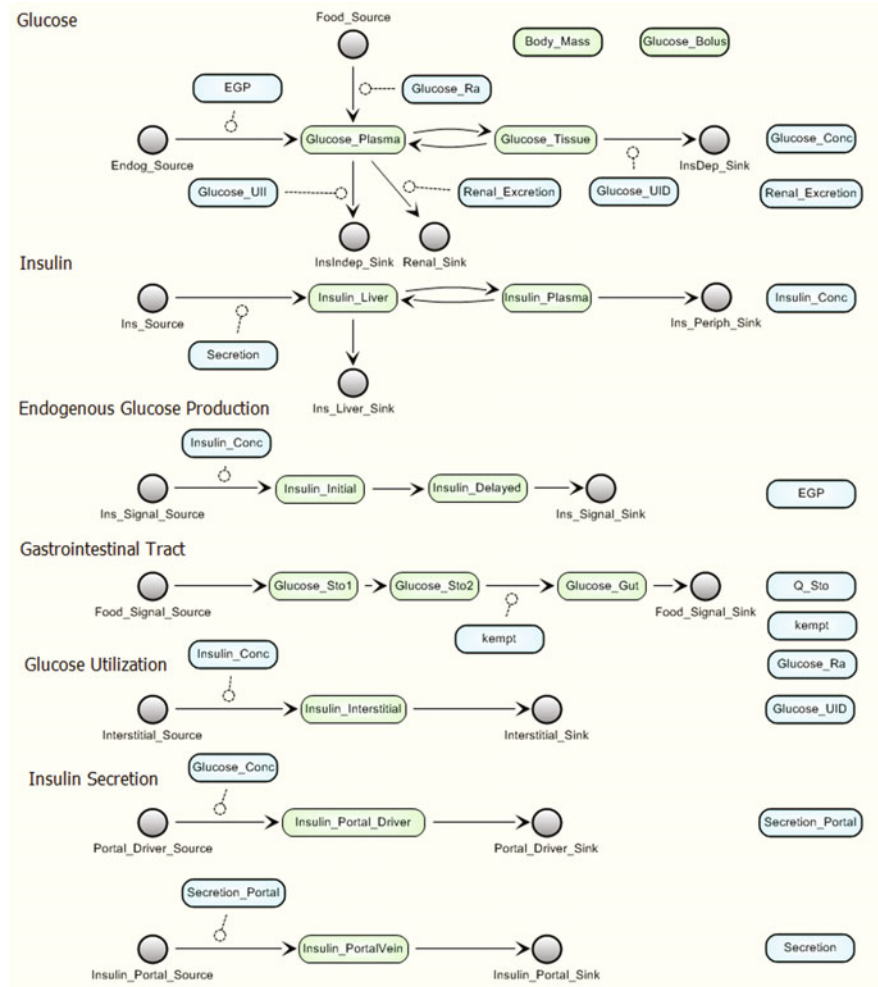 Glucose
Food_Source
Body_Mass
Glucose_Bolus
EGP
Glucose_Ra
Glucose_Plasma
Glucose_Tissue
Glucose_Conc
Endog_Source
InsDep_Sink
Glucose_UII
Renal_Excretion
Glucose_UID
Renal_Excretion
InsIndep_Sink
Renal_Sink
Insulin
Insulin_Liver
Insulin_Plasma
Insulin_Conc
Ins_Source
Ins_Periph_Sink
Secretion
Ins_Liver_Sink
Endogenous Glucose Production
Insulin_Conc
Insulin_Initial
Insulin_Delayed
EGP
Ins_Signal_Source
Ins_Signal_Sink
Gastrointestinal Tract
Glucose_Sto1
Glucose_Sto2
Glucose_Gut
Q_Sto
Food_Signal_Source
Food_Signal_Sink
kempt
kempt
Glucose Utilization
Insulin_Conc
Glucose_Ra
Insulin_Interstitial
Glucose_UID
Interstitial_Source
Interstitial_Sink
Insulin Secretion
Glucose_Conc
Insulin_Portal_Driver
Secretion_Portal
Portal_Driver_Source
Portal_Driver_Sink
Secretion_Portal
Insulin_PortalVein
Secretion
Insulin_Portal_Source
Insulin_Portal_Sink